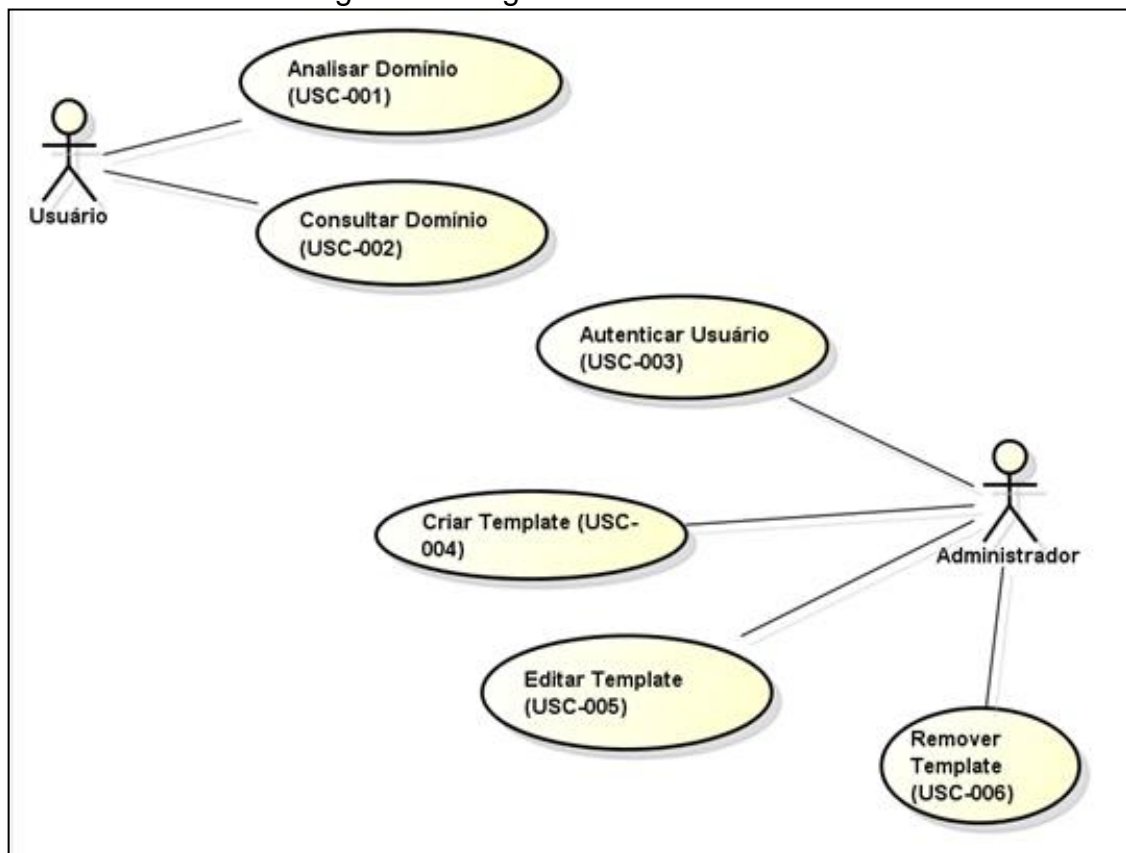 Analisar Domínio
(USC-001)
Usuário
Consultar Domínio
(USC-002)
Autenticar Usuário
(USC-003)
Criar Template (USC-
004)
Administrador
Editar Template
(USC-005)
Remover
Template
(USC-006)